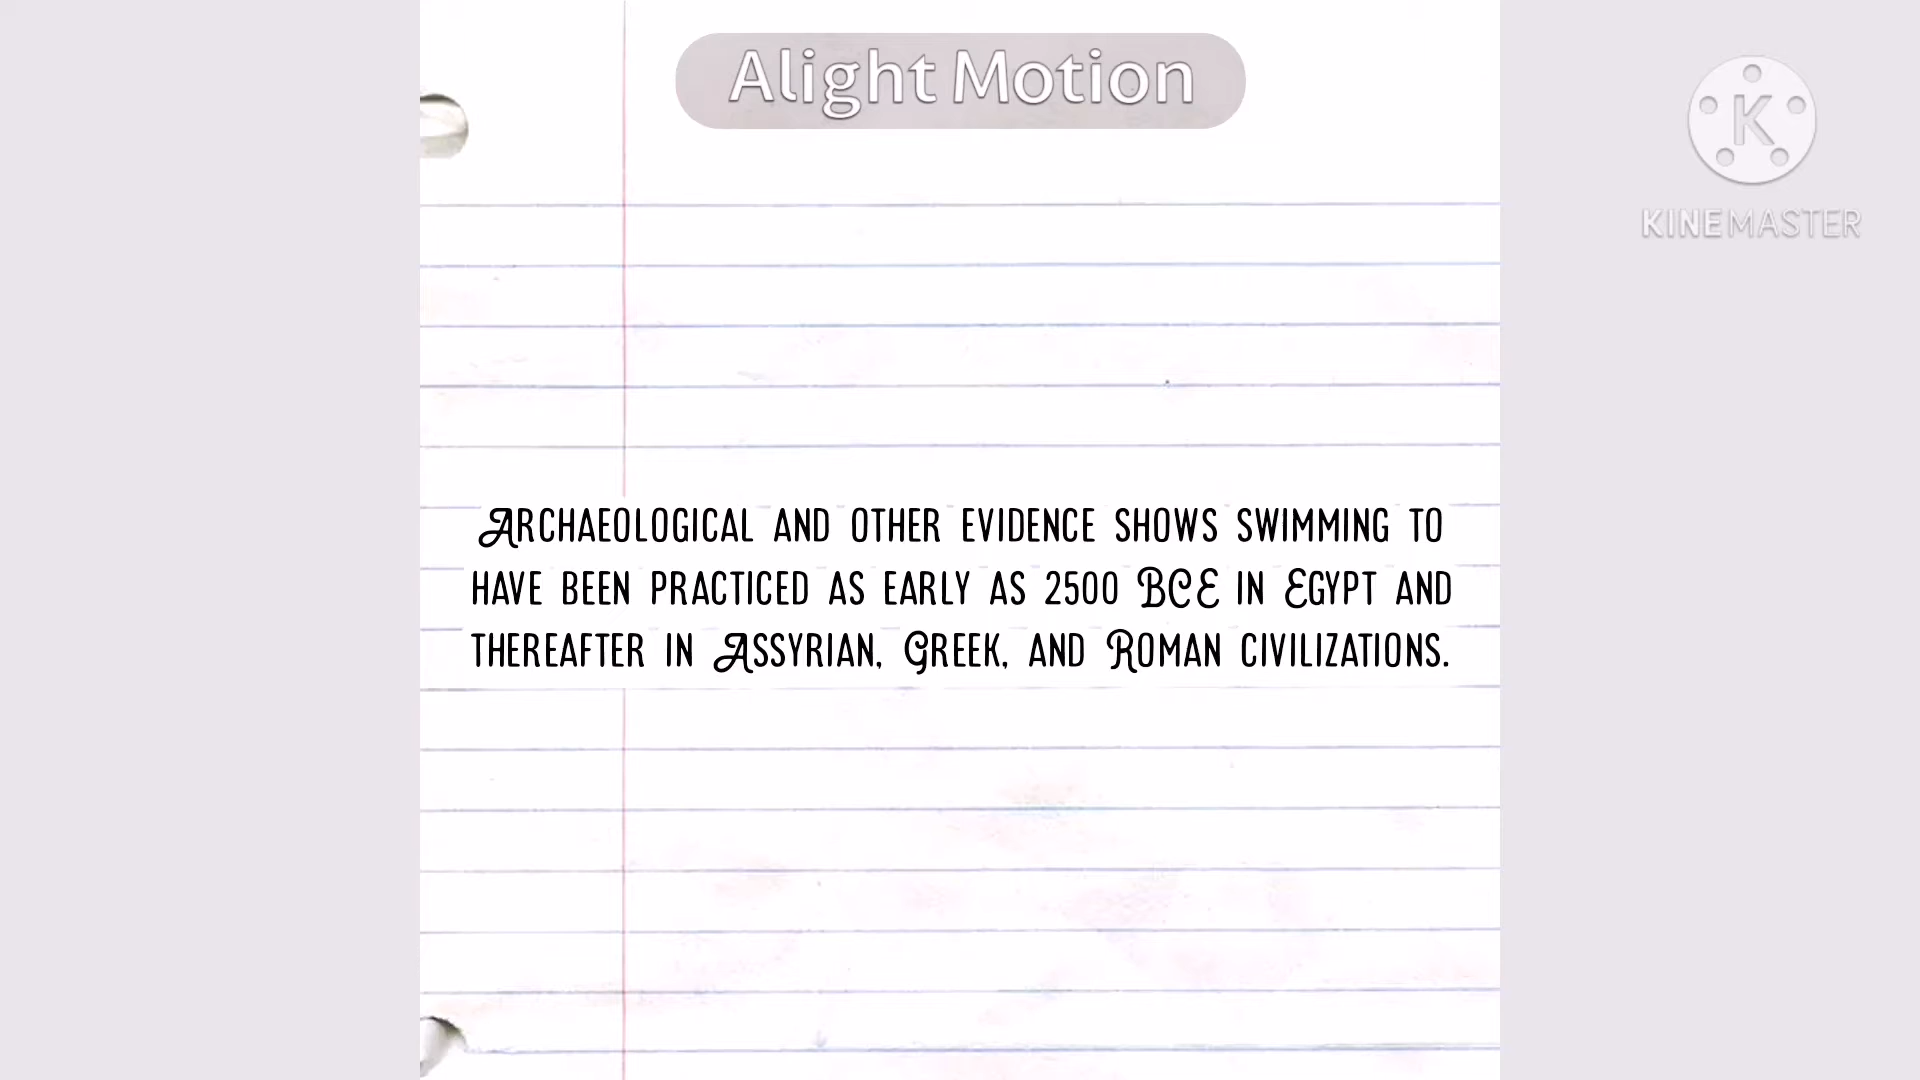 Alight Motion
K
KINEMASTER
Archaeological and other evidence shows swimming to
have been practiced as early as 2500 BCE in Egypt and
thereafter in Assyrian, Greek, and Roman civilizations.